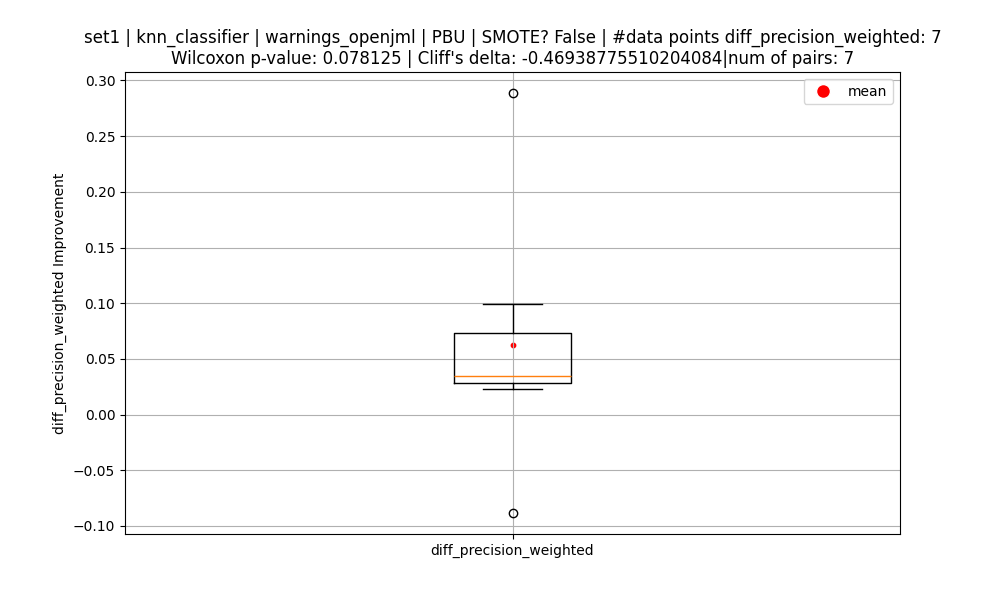 set1 | knn_classifier | warnings_openjml | PBU | SMOTE? False | #data points diff_precision_weighted: 7
Wilcoxon p-value: 0.078125 | Cliff's delta: -0.46938775510204084|num of pairs: 7
mean
0.30
0.25
0.20
0.15
0.10
0.05
0.00
−0.05
−0.10
diff_precision_weighted Improvement
diff_precision_weighted